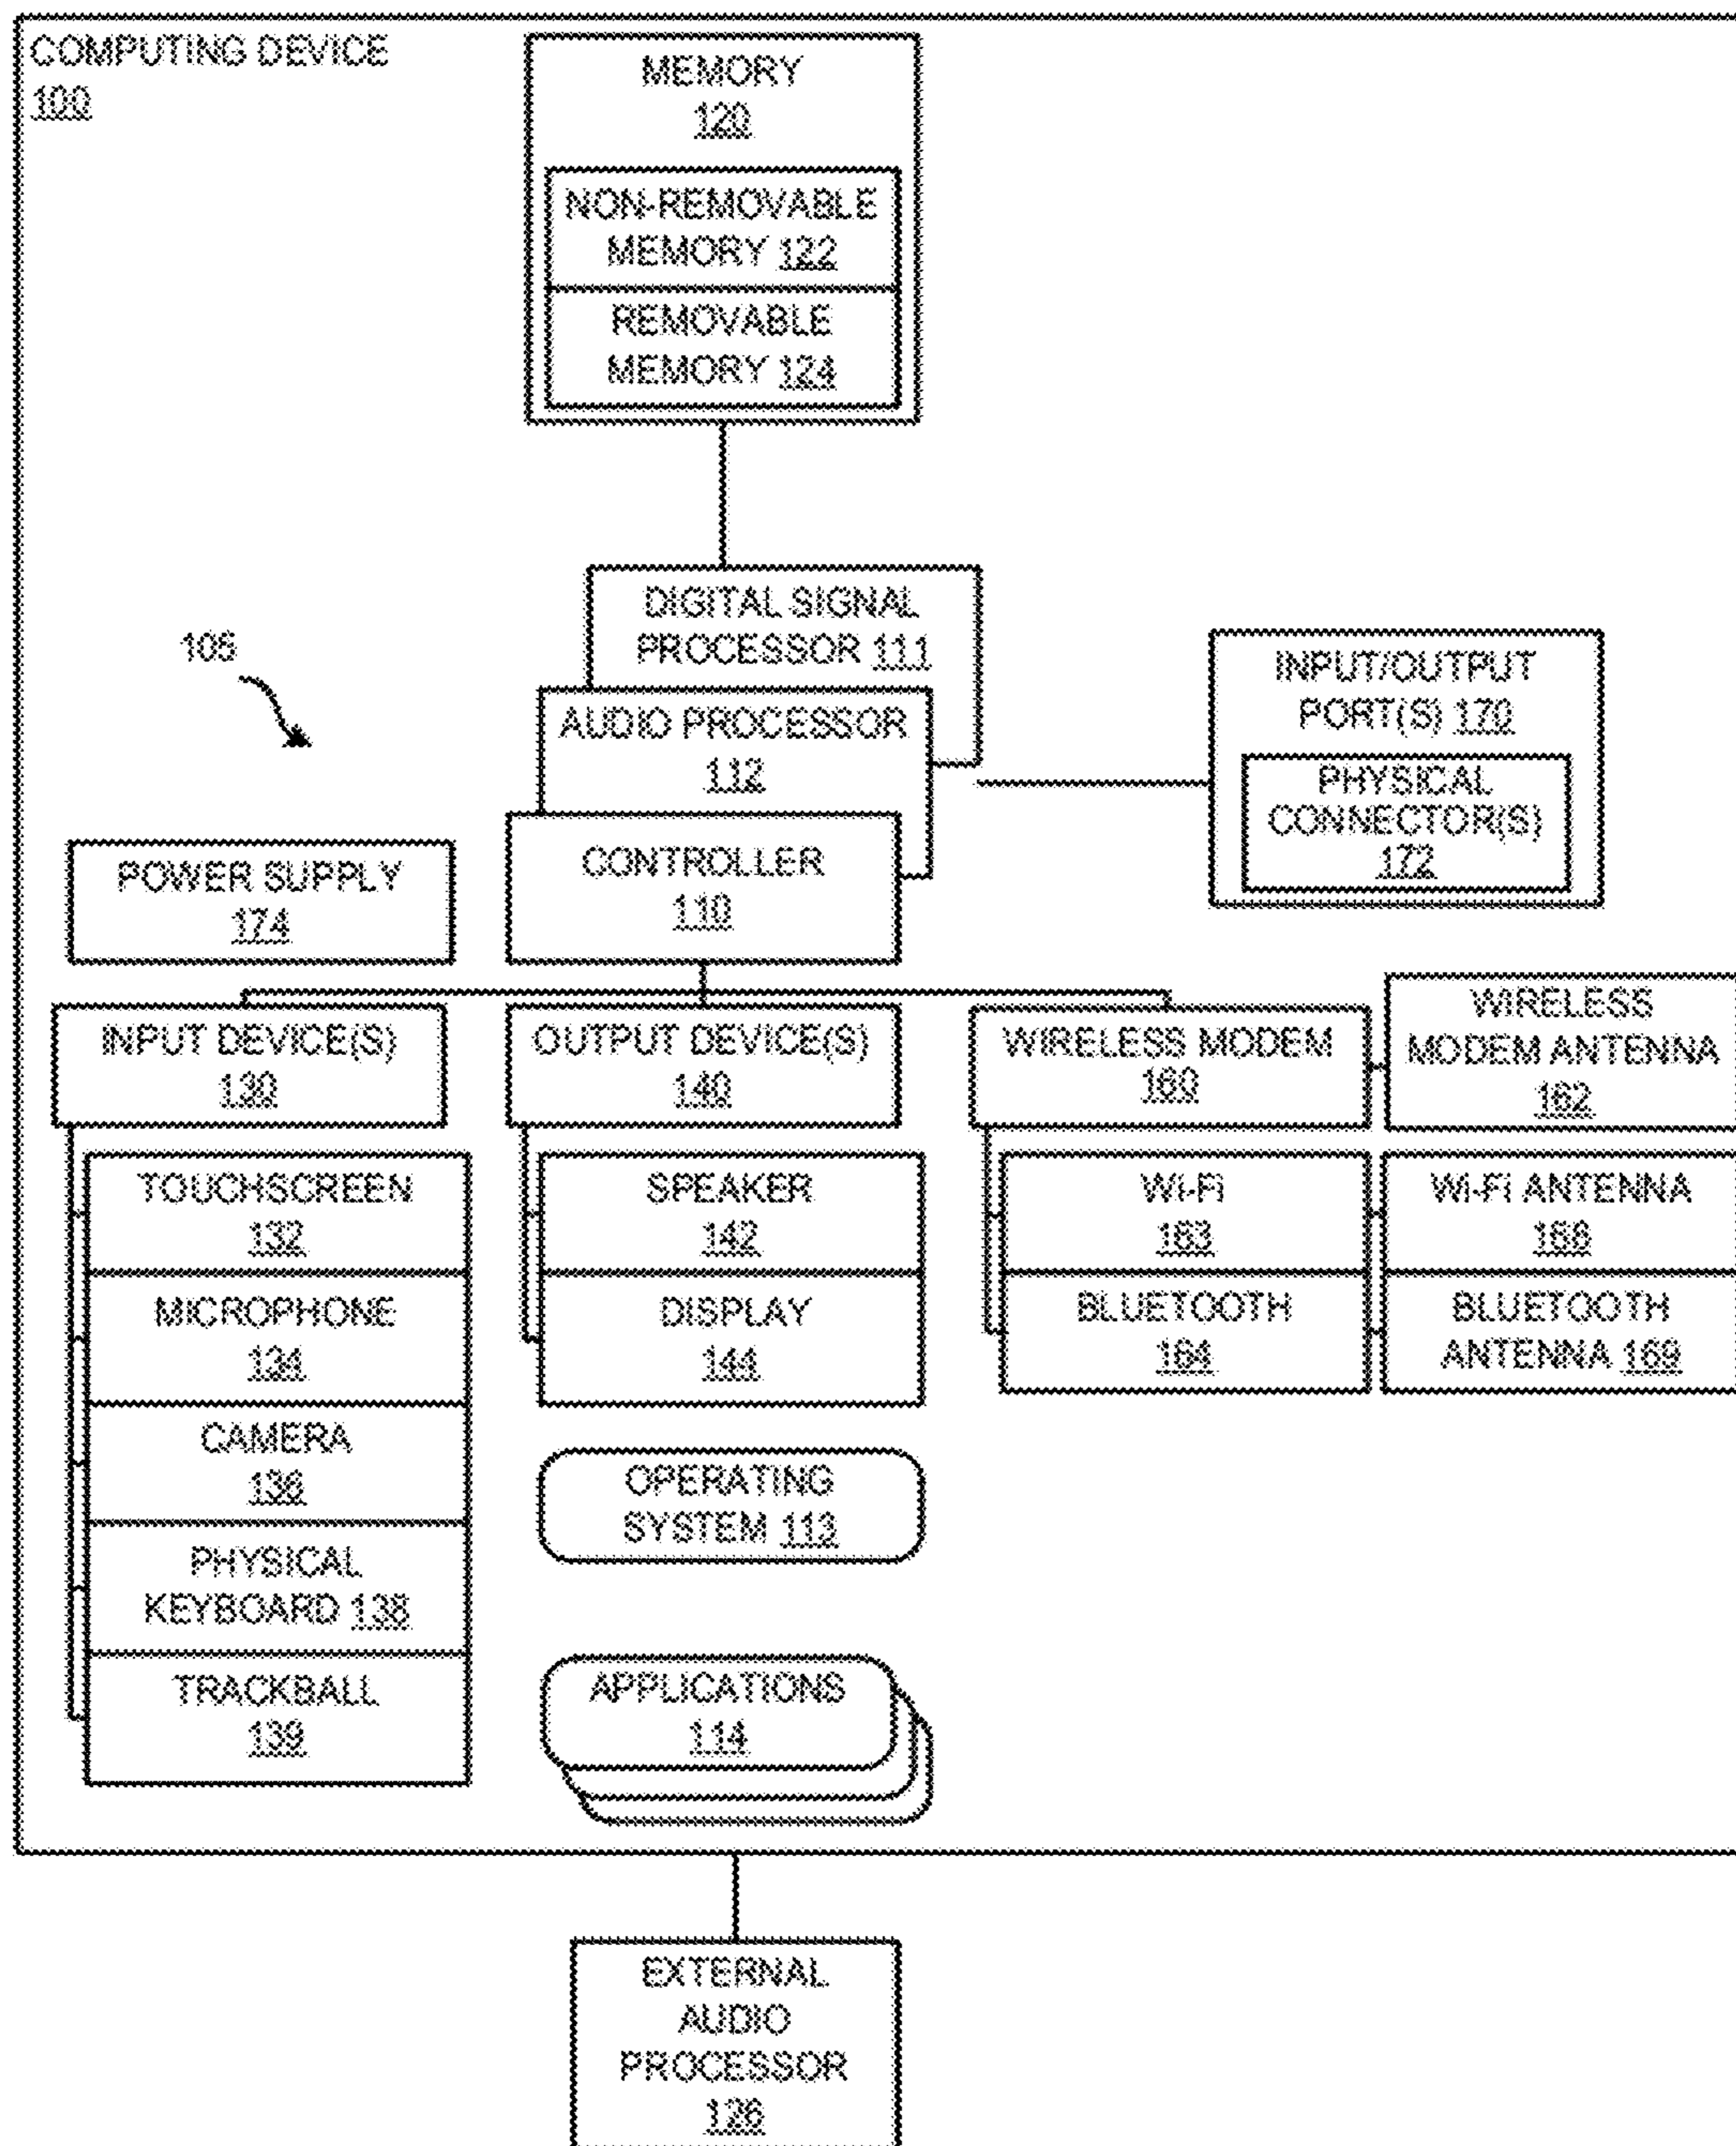 COMPUTING DEVICE
100
MEMORY
120
NON-REMOVABLE
MEMORY 122
REMOVABLE
MEMORY 124
DIGITAL SIGNAL
PROCESSOR 111
105
AUDIO PROCESSOR
112
INPUT/OUTPUT
PORT(S) 170
PHYSICAL
CONNECTOR(S)
172
POWER SUPPLY
174
CONTROLLER
110
INPUT DEVICE(S)
130
OUTPUT DEVICE(S)
140
WIRELESS MODEM
160
WIRELESS
MODEM ANTENNA
162
TOUCHSCREEN
132
MICROPHONE
134
CAMERA
136
PHYSICAL
KEYBOARD 138
TRACKBALL
139
SPEAKER
142
DISPLAY
144
WI-FI
163
BLUETOOTH
164
WI-FI ANTENNA
168
BLUETOOTH
ANTENNA 169
OPERATING
SYSTEM 113
APPLICATIONS
114
EXTERNAL
AUDIO
PROCESSOR
126